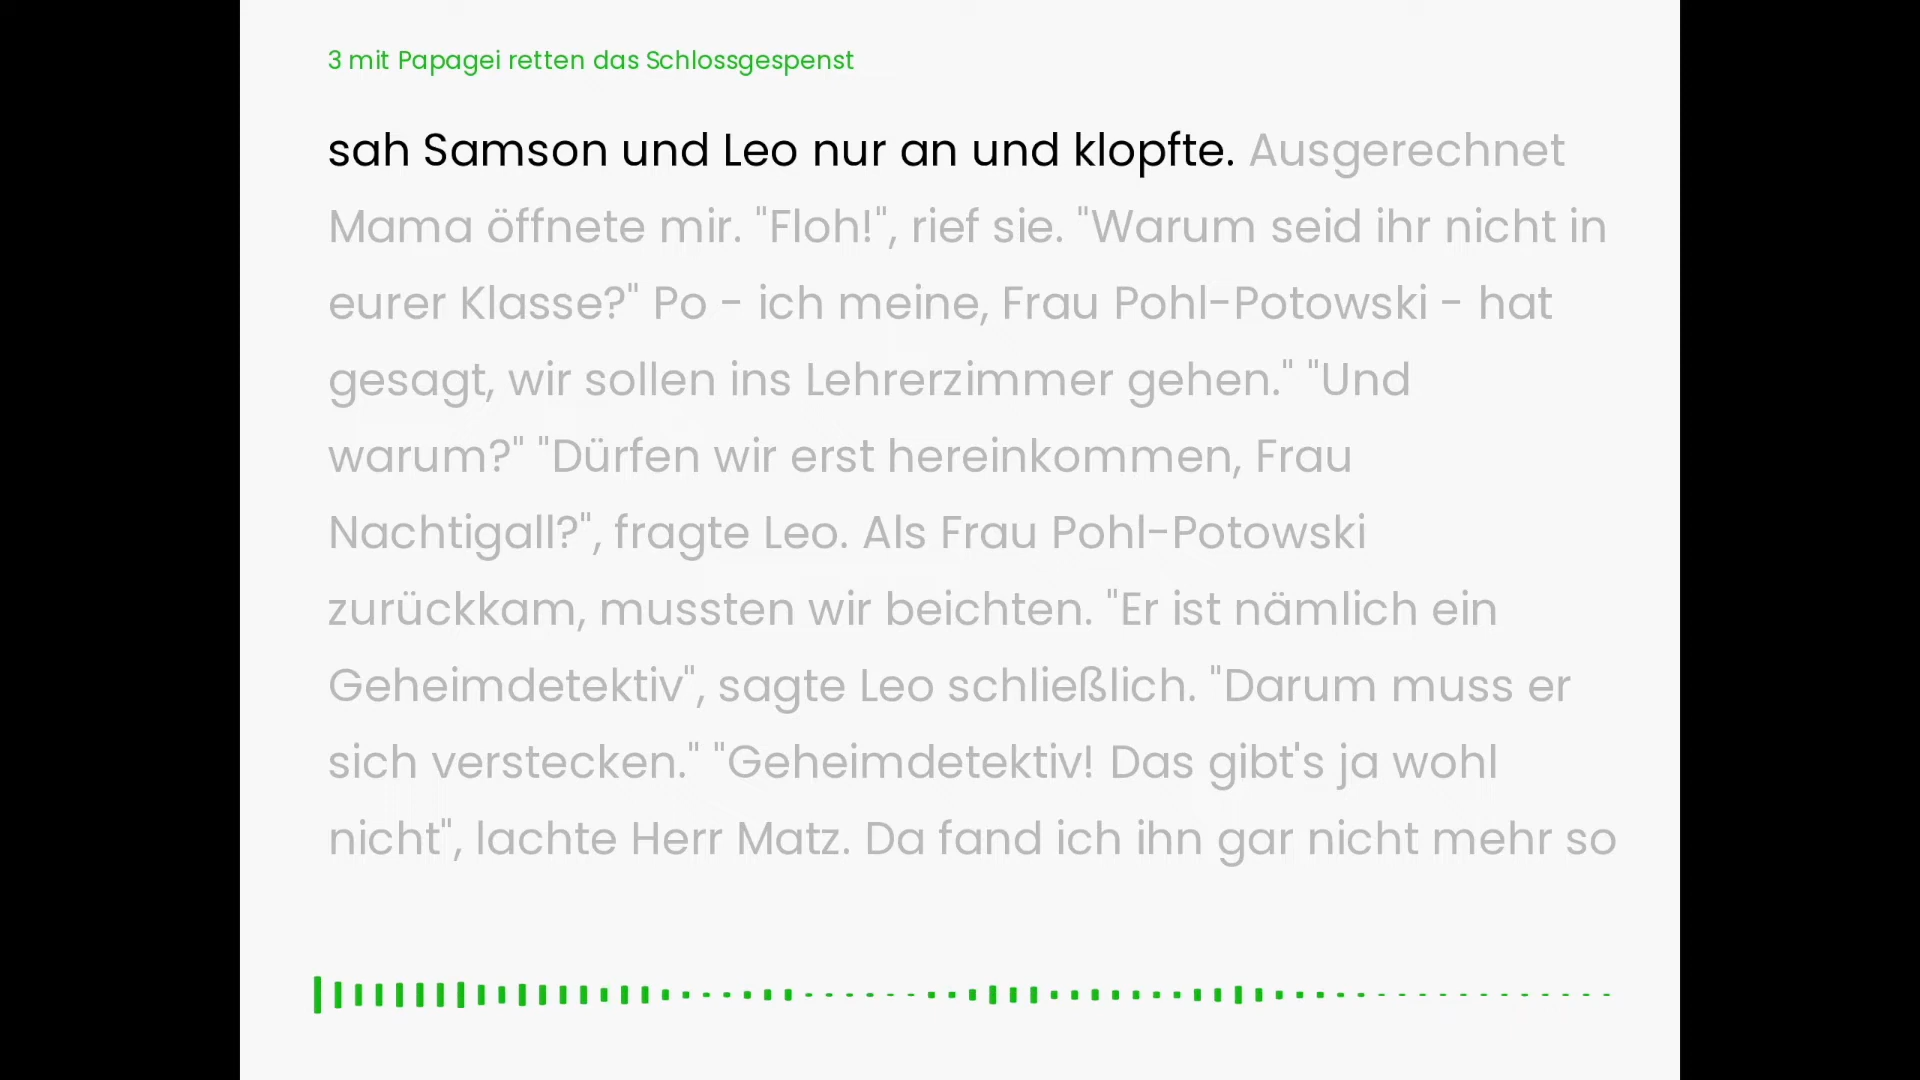 3 mit Papagei retten das Schlossgespenst
sah Samson und Leo nur an und klopfte. Ausgerechnet
Mama öffnete mir. "Floh!", rief sie. "Warum seid ihr nicht in
eurer Klasse?" Po - ich meine, Frau Pohl-Potowski - hat
gesagt, wir sollen ins Lehrerzimmer gehen." "Und
warum?" "Dürfen wir erst hereinkommen, Frau
Nachtigall?", fragte Leo. Als Frau Pohl-Potowski
zurückkam, mussten wir beichten. "Er ist nämlich ein
Geheimdetektiv", sagte Leo schließlich. "Darum muss er
sich verstecken." "Geheimdetektiv! Das gibt's ja wohl
nicht", lachte Herr Matz. Da fand ich ihn gar nicht mehr so